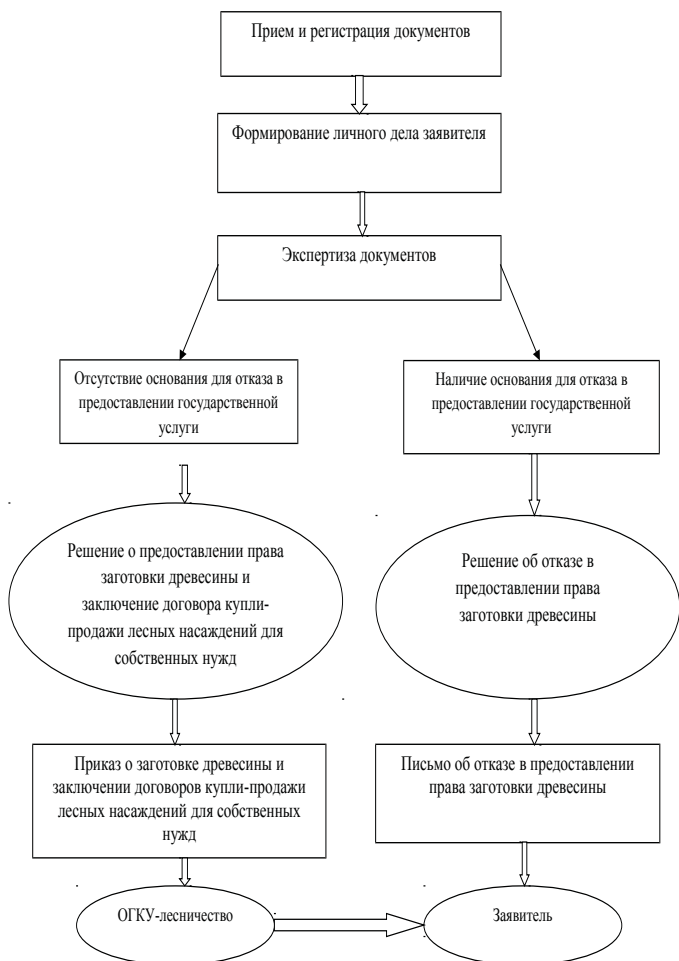 Прием и регистрация документов
Формирование личного дела заявителя
Экспертиза документов
Отсутствие основания для отказа в
предоставлении государственной
услуги
Наличие основания для отказа в
предоставлении государственной
услуги
Решение о предоставлении права
заготовки древесины и
заключение договора купли-
продажи лесных насаждений для
собственных нужд
Решение об отказе в
предоставлении права
заготовки древесины
Приказ о заготовке древесины и
заключении договоров купли-продажи
лесных насаждений для собственных
нужд
Письмо об отказе в предоставлении
права заготовки древесины
ОГКУ-лесничество
Заявитель